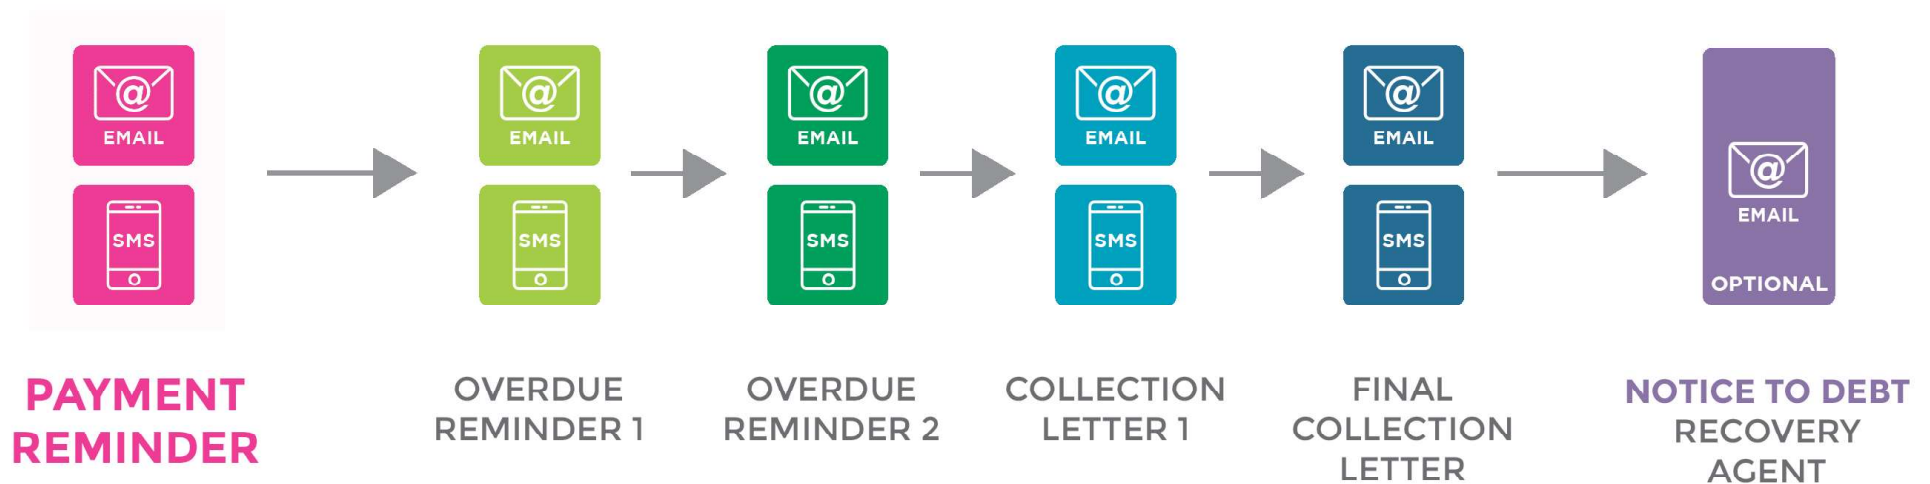 @
EMAIL
SMS
PAYMENT
REMINDER
@
EMAIL
SMS
OVERDUE
REMINDER 1
@
EMAIL
SMS
OVERDUE
REMINDER 2
@
EMAIL
SMS
COLLECTION
LETTER 1
@
EMAIL
SMS
FINAL
COLLECTION
LETTER
@
EMAIL
OPTIONAL
NOTICE TO DEBT
RECOVERY
AGENT